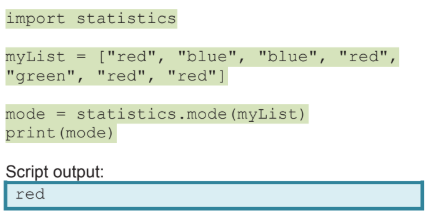 import statistics
myList = ["red", "blue", "blue", "red",
"green", "red", "red"]
mode = statistics.mode(myList)
print(mode)
Script output:
red